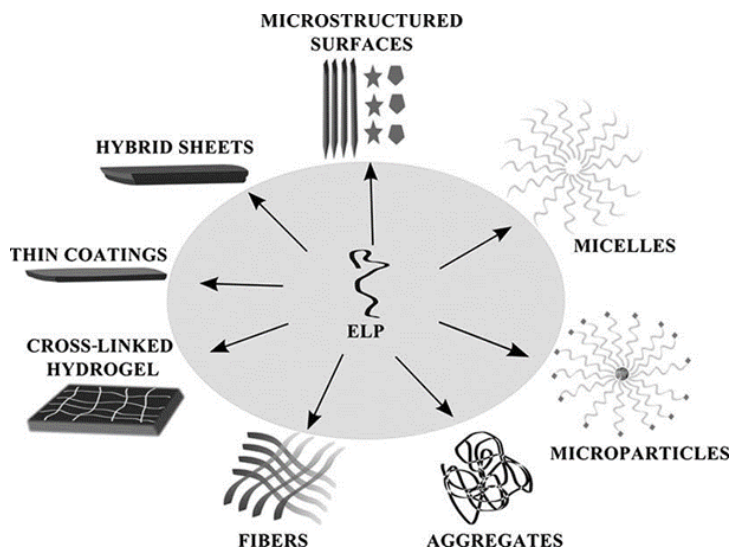 MICROSTRUCTURED
SURFACES
HYBRID SHEETS
MICELLES
THIN COATINGS
ELP
CROSS-LINKED
HYDROGEL
MICROPARTICLES
FIBERS
AGGREGATES